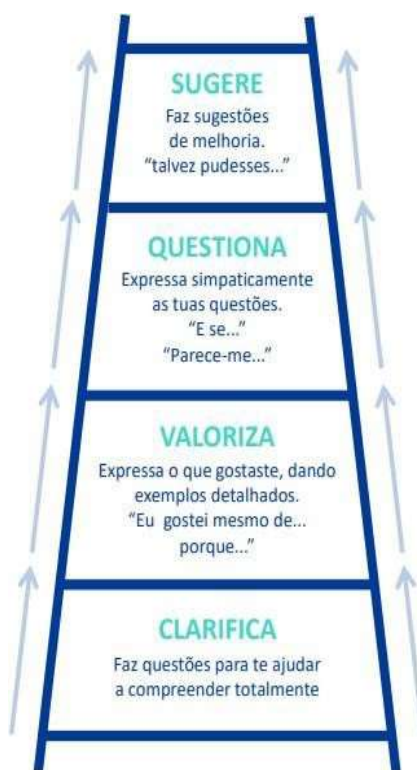 SUGERE
Faz sugestões
de melhoria.
“talvez pudesses...”
QUESTIONA
Expressa simpaticamente
as tuas questões.
“E se...”
“Parece-me...”
VALORIZA
Expressa o que gostaste, dando
exemplos detalhados.
“Eu gostei mesmo de...
porque...”
CLARIFICA
Faz questões para te ajudar
a compreender totalmente